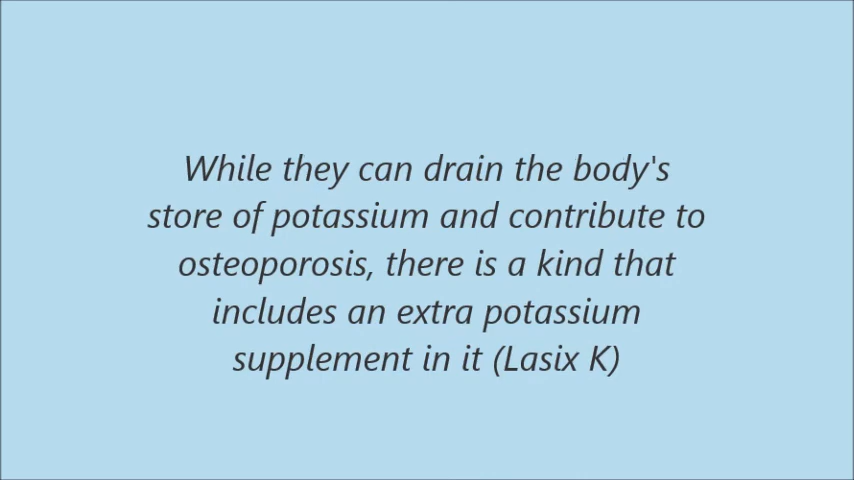 While they can drain the body's
store of potassium and contribute to
osteoporosis, there is a kind that
includes an extra potassium
supplement in it (Lasix K)